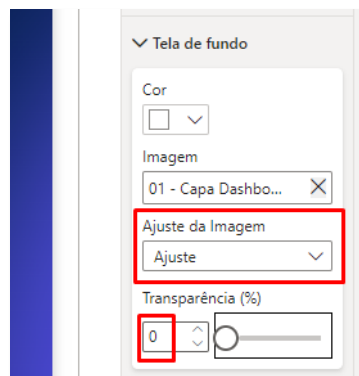 Tela de fundo
Cor
Imagem
01 - Capa Dashbo...
Ajuste da Imagem
Ajuste
Transparência (%)
0